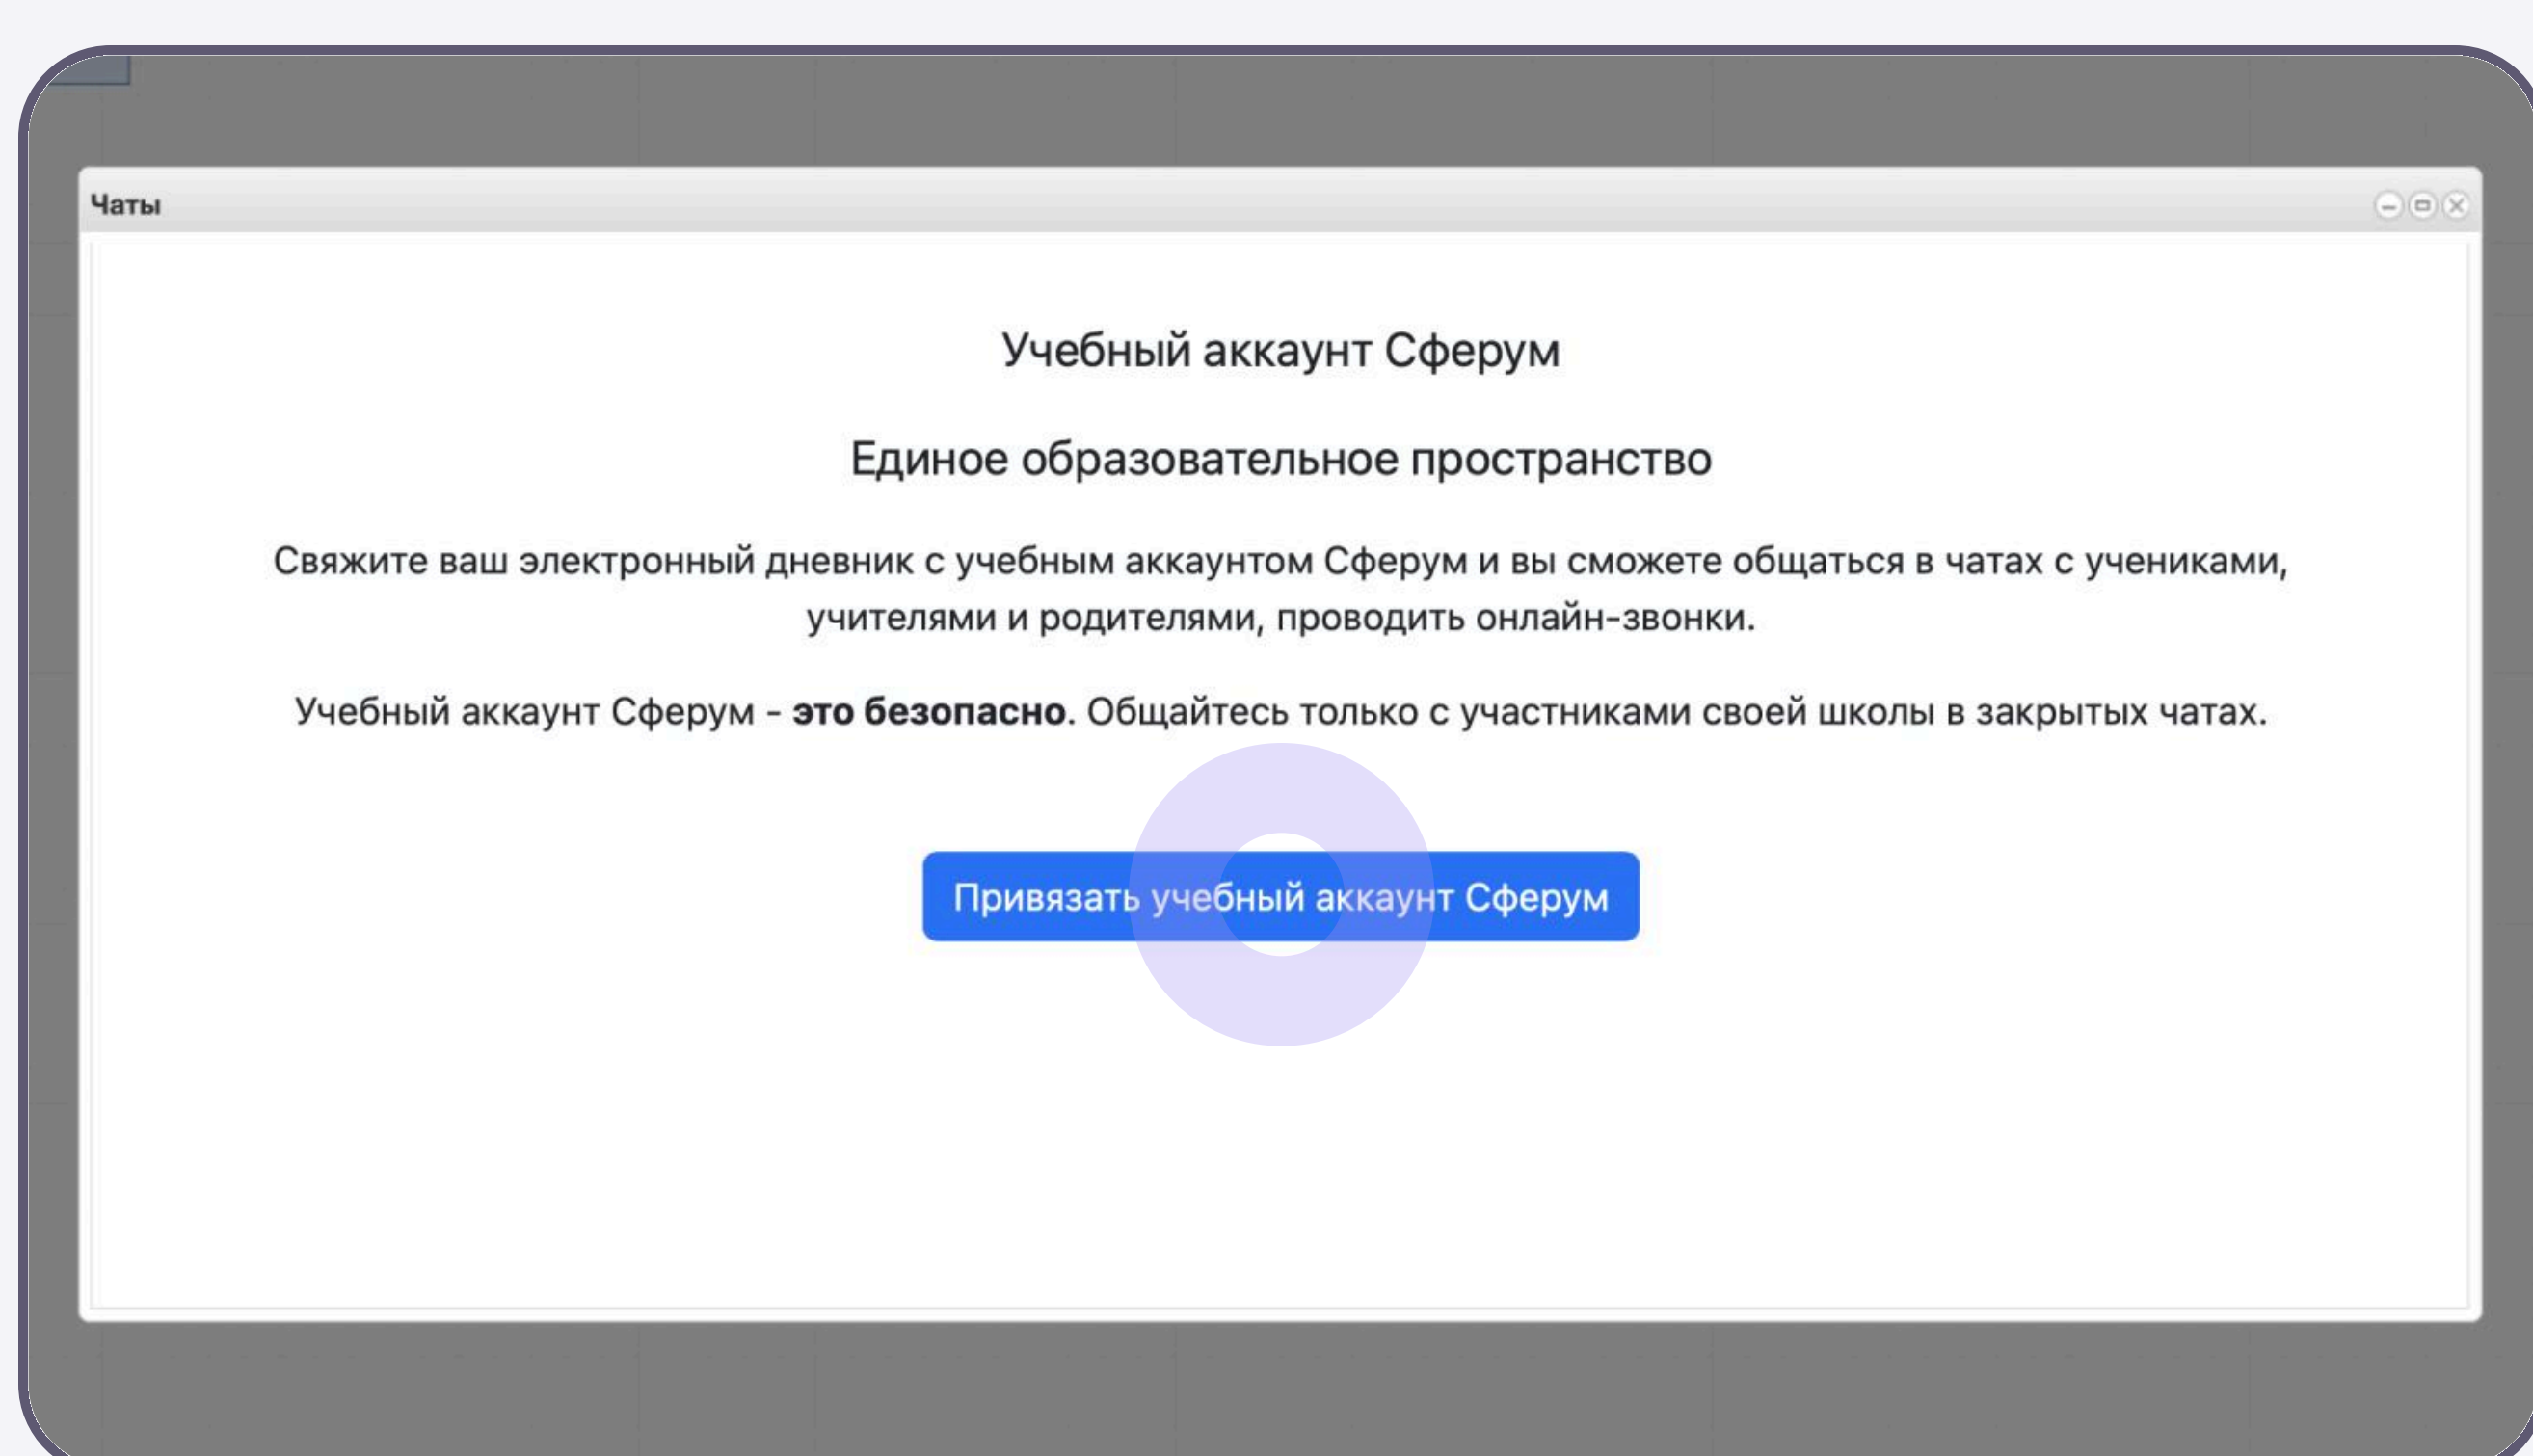 Чаты
Учебный аккаунт Сферум
Единое образовательное пространство
Свяжите ваш электронный дневник с учебным аккаунтом Сферум и вы сможете общаться в чатах с учениками,
учителями и родителями, проводить онлайн-звонки.
Учебный аккаунт Сферум - это безопасно. Общайтесь только с участниками своей школы в закрытых чатах.
Привязать учебный аккаунт Сферум